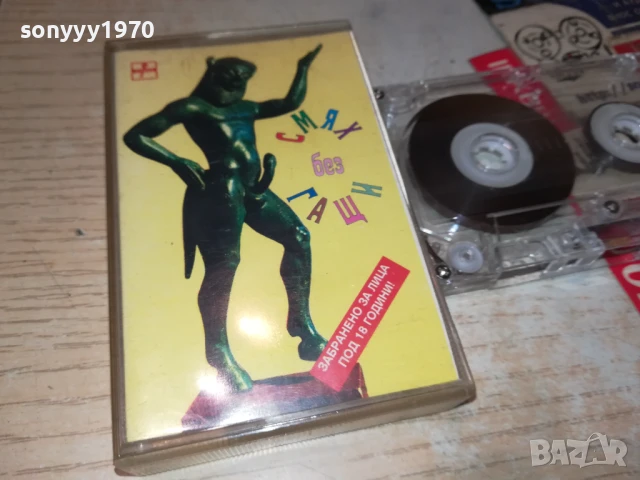 sonyyy1970
СМЯХ
без
ГАЩИ
ЗАБРАНЕНО ЗА ЛИЦА
ПОД 18 ГОДИНИ!
BAZAR